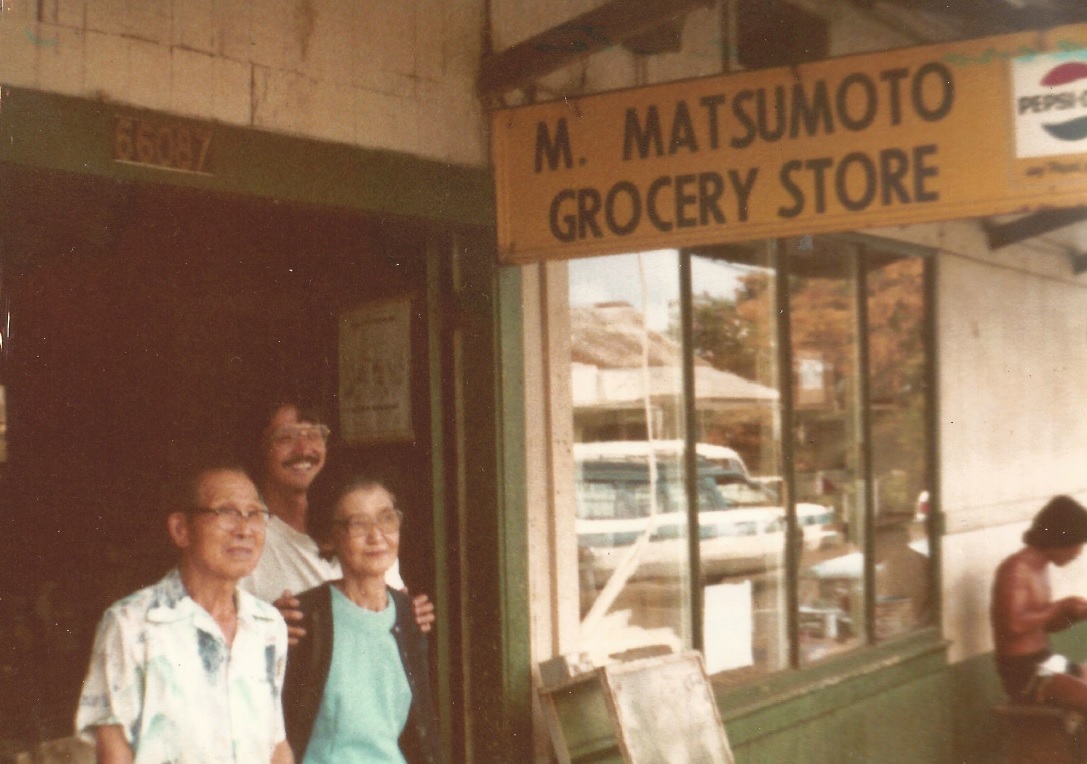 66087
M. MATSUMOTO
GROCERY STORE
PEPSI